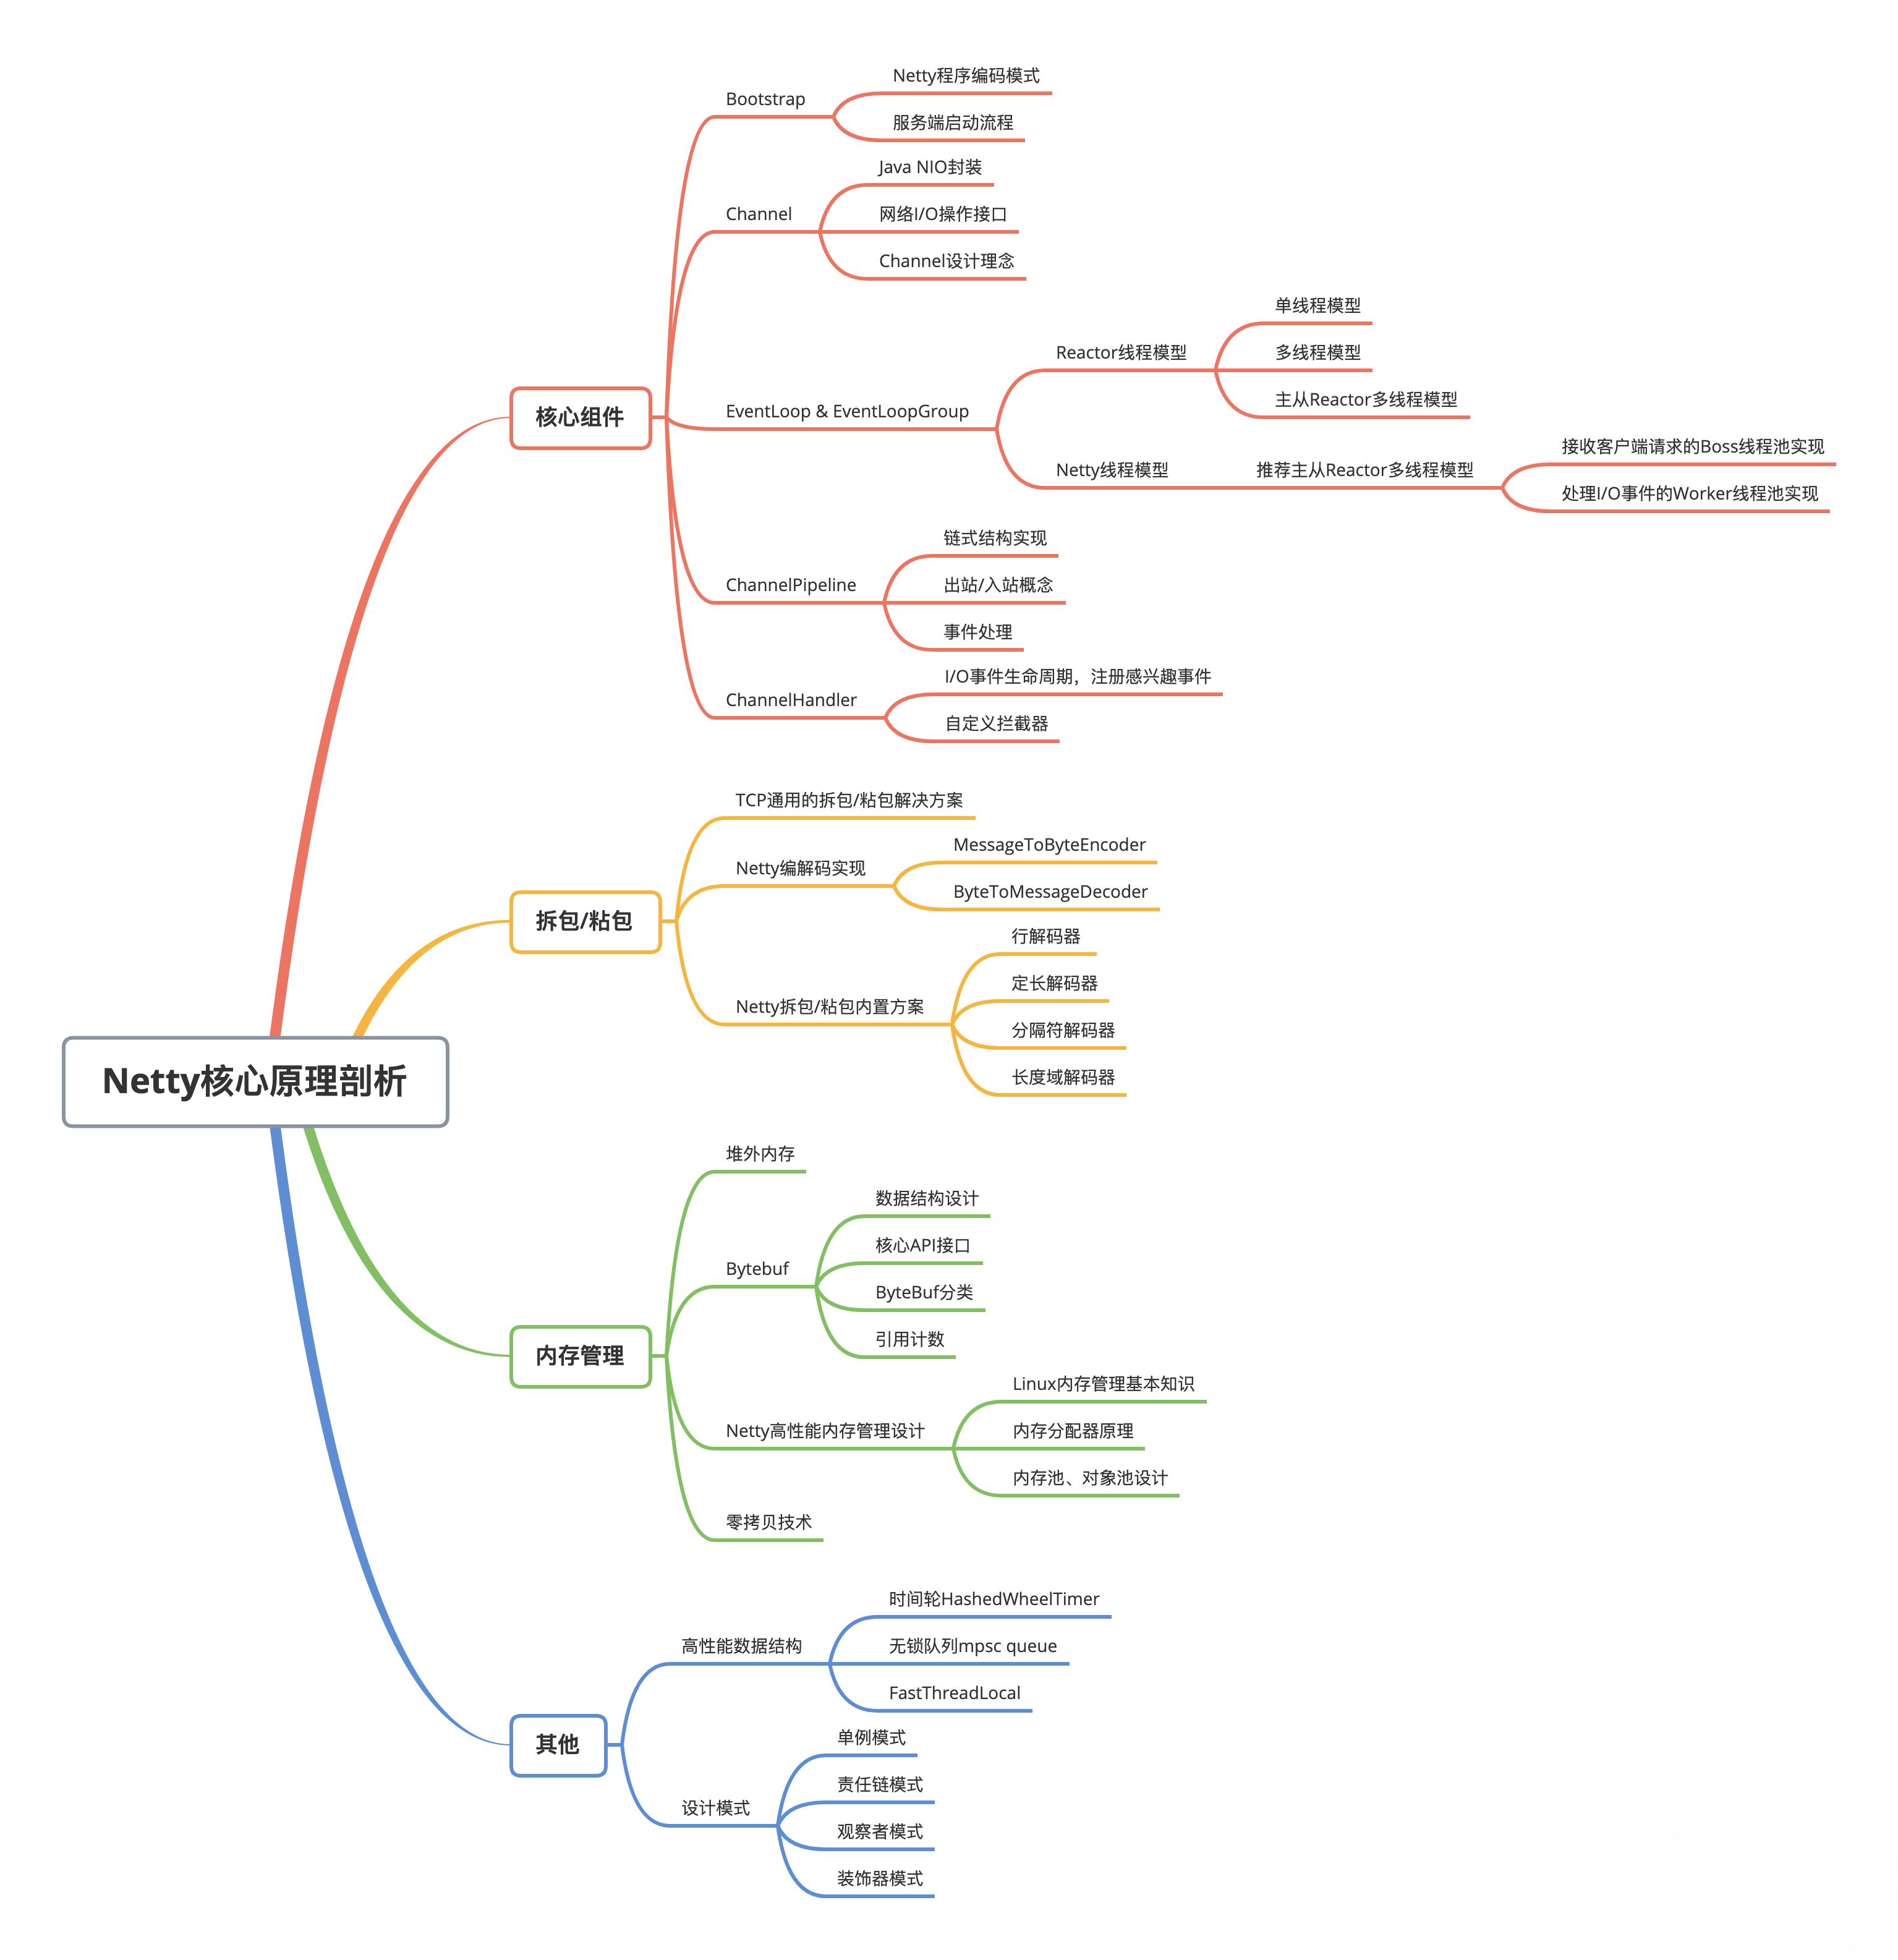 Netty核心原理剖析
核心组件
Bootstrap
Netty程序编码模式
服务端启动流程
Channel
Java NIO封装
网络I/O操作接口
Channel设计理念
EventLoop & EventLoopGroup
Reactor线程模型
单线程模型
多线程模型
主从Reactor多线程模型
Netty线程模型
推荐主从Reactor多线程模型
接收客户端请求的Boss线程池实现
处理I/O事件的Worker线程池实现
ChannelPipeline
链式结构实现
出站/入站概念
事件处理
ChannelHandler
I/O事件生命周期，注册感兴趣事件
自定义拦截器
拆包/粘包
TCP通用的拆包/粘包解决方案
Netty编解码实现
MessageToByteEncoder
ByteToMessageDecoder
Netty拆包/粘包内置方案
行解码器
定长解码器
分隔符解码器
长度域解码器
内存管理
堆外内存
Bytebuf
数据结构设计
核心API接口
ByteBuf分类
引用计数
Netty高性能内存管理设计
Linux内存管理基本知识
内存分配器原理
内存池、对象池设计
零拷贝技术
其他
高性能数据结构
时间轮HashedWheelTimer
无锁队列mpsc queue
FastThreadLocal
设计模式
单例模式
责任链模式
观察者模式
装饰器模式